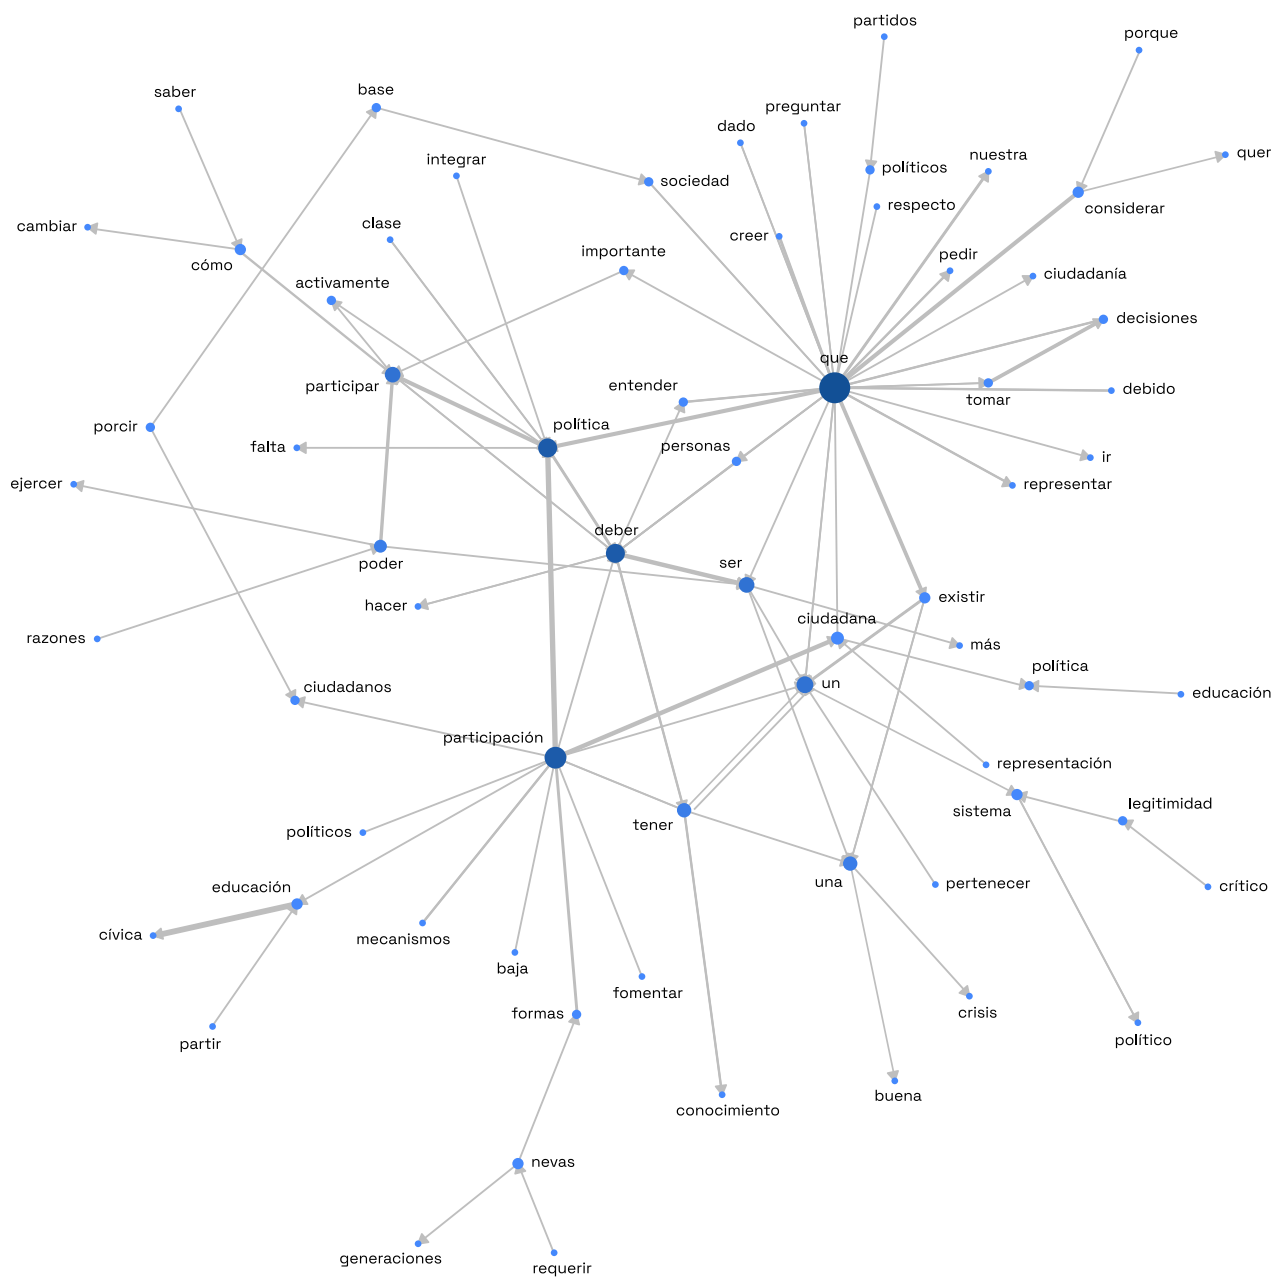 partidos
porque
base
saber
preguntar
dado
quer
nuestra
integrar
políticos
sociedad
respecto
considerar
clase
cambiar
creer
importante
pedir
cómo
ciudadanía
activamente
decisiones
que
participar
entender
debido
tomar
política
porcir
falta
personas
ir
ejercer
representar
deber
poder
ser
existir
hacer
ciudadana
razones
más
política
un
ciudadanos
educación
participación
representación
legitimidad
sistema
tener
políticos
una
pertenecer
crítico
educación
cívica
mecanismos
baja
fomentar
formas
crisis
partir
político
buena
conocimiento
nevas
generaciones
requerir